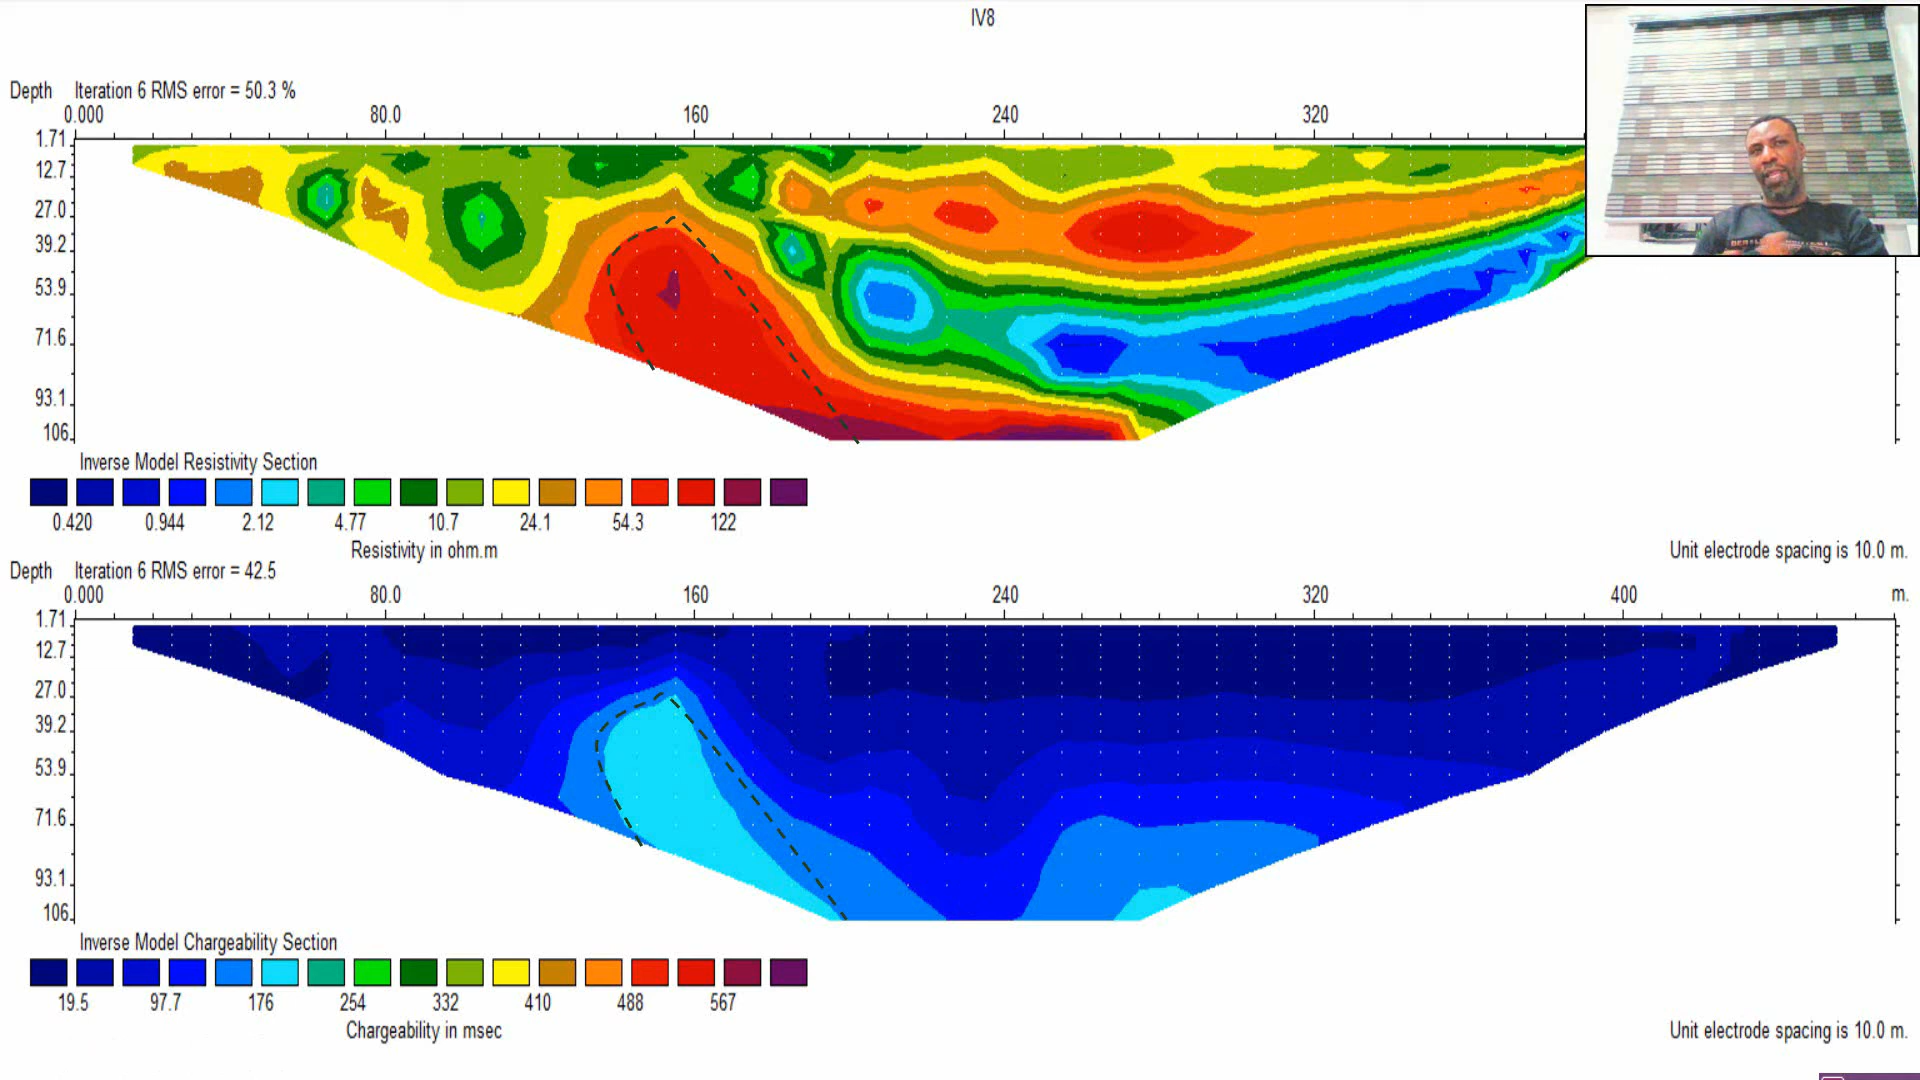 IV8
Depth Iteration 6 RMS error = 50.3 %
0.000 80.0 160 240 320
1.71
12.7
27.0
39.2
53.9
71.6
93.1
106.
Inverse Model Resistivity Section
0.420 0.944 2.12 4.77 10.7 24.1 54.3 122
Resistivity in ohm.m
Unit electrode spacing is 10.0 m.
Depth Iteration 6 RMS error = 42.5
0.000 80.0 160 240 320 400 m.
1.71
12.7
27.0
39.2
53.9
71.6
93.1
106.
Inverse Model Chargeability Section
19.5 97.7 176 254 332 410 488 567
Chargeability in msec
Unit electrode spacing is 10.0 m.